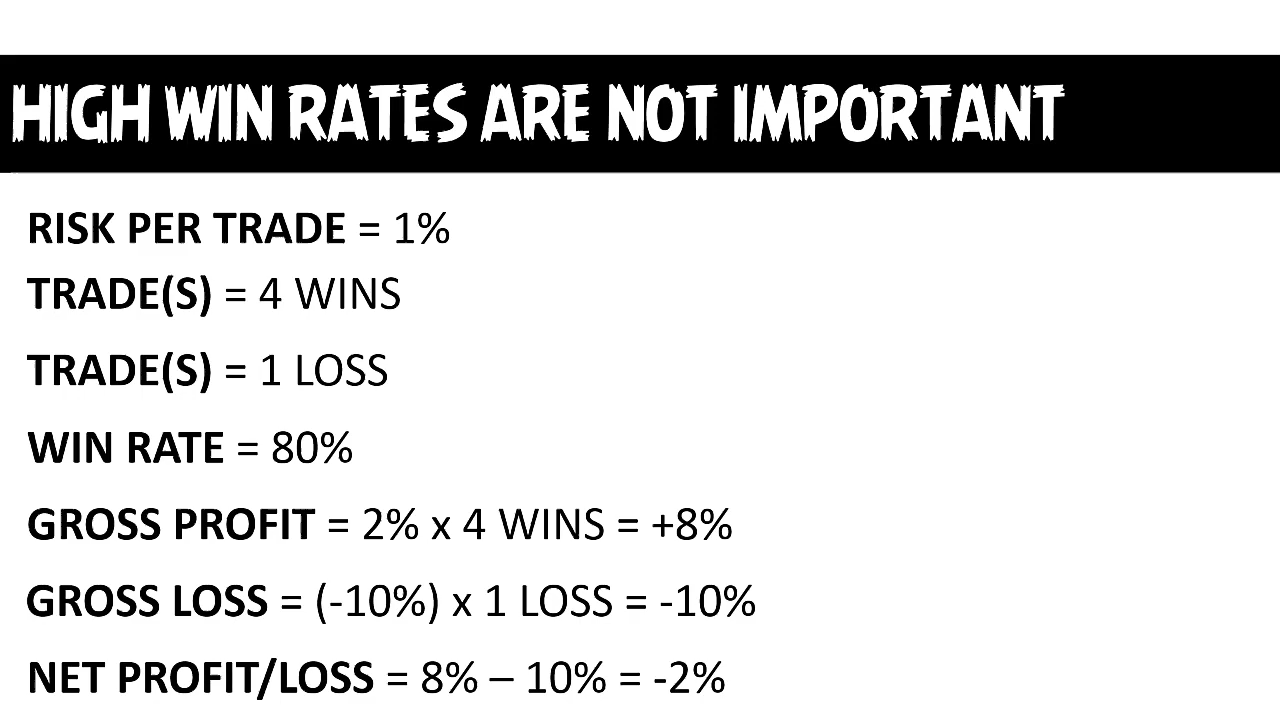 HIGH WIN RATES ARE NOT IMPORTANT
RISK PER TRADE = 1%
TRADE(S) = 4 WINS
TRADE(S) = 1 LOSS
WIN RATE = 80%
GROSS PROFIT = 2% x 4 WINS = +8%
GROSS LOSS = (-10%) x 1 LOSS = -10%
NET PROFIT/LOSS = 8% – 10% = -2%